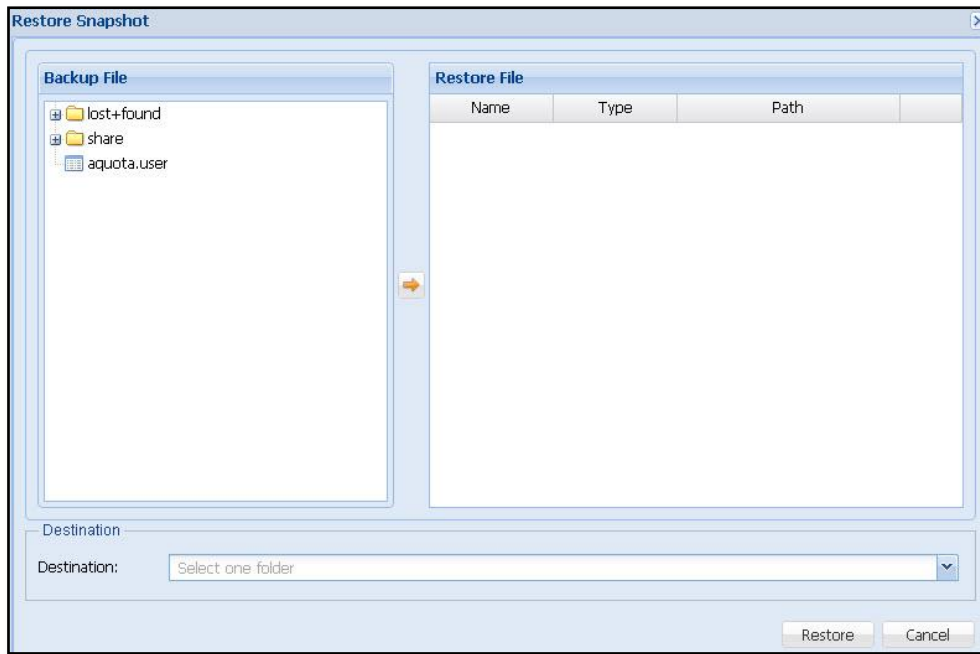 Restore Snapshot
Backup File
lost+found
share
aquota.user
Restore File
Name Type Path
Destination
Destination: Select one folder
Restore Cancel